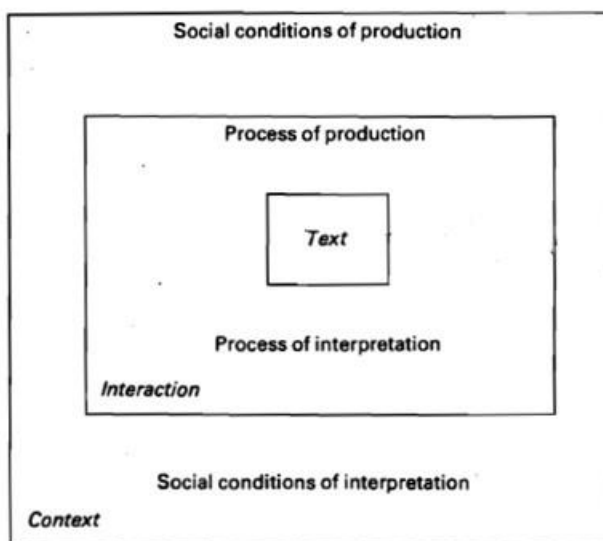 Social conditions of production
Process of production
Text
Process of interpretation
Interaction
Social conditions of interpretation
Context